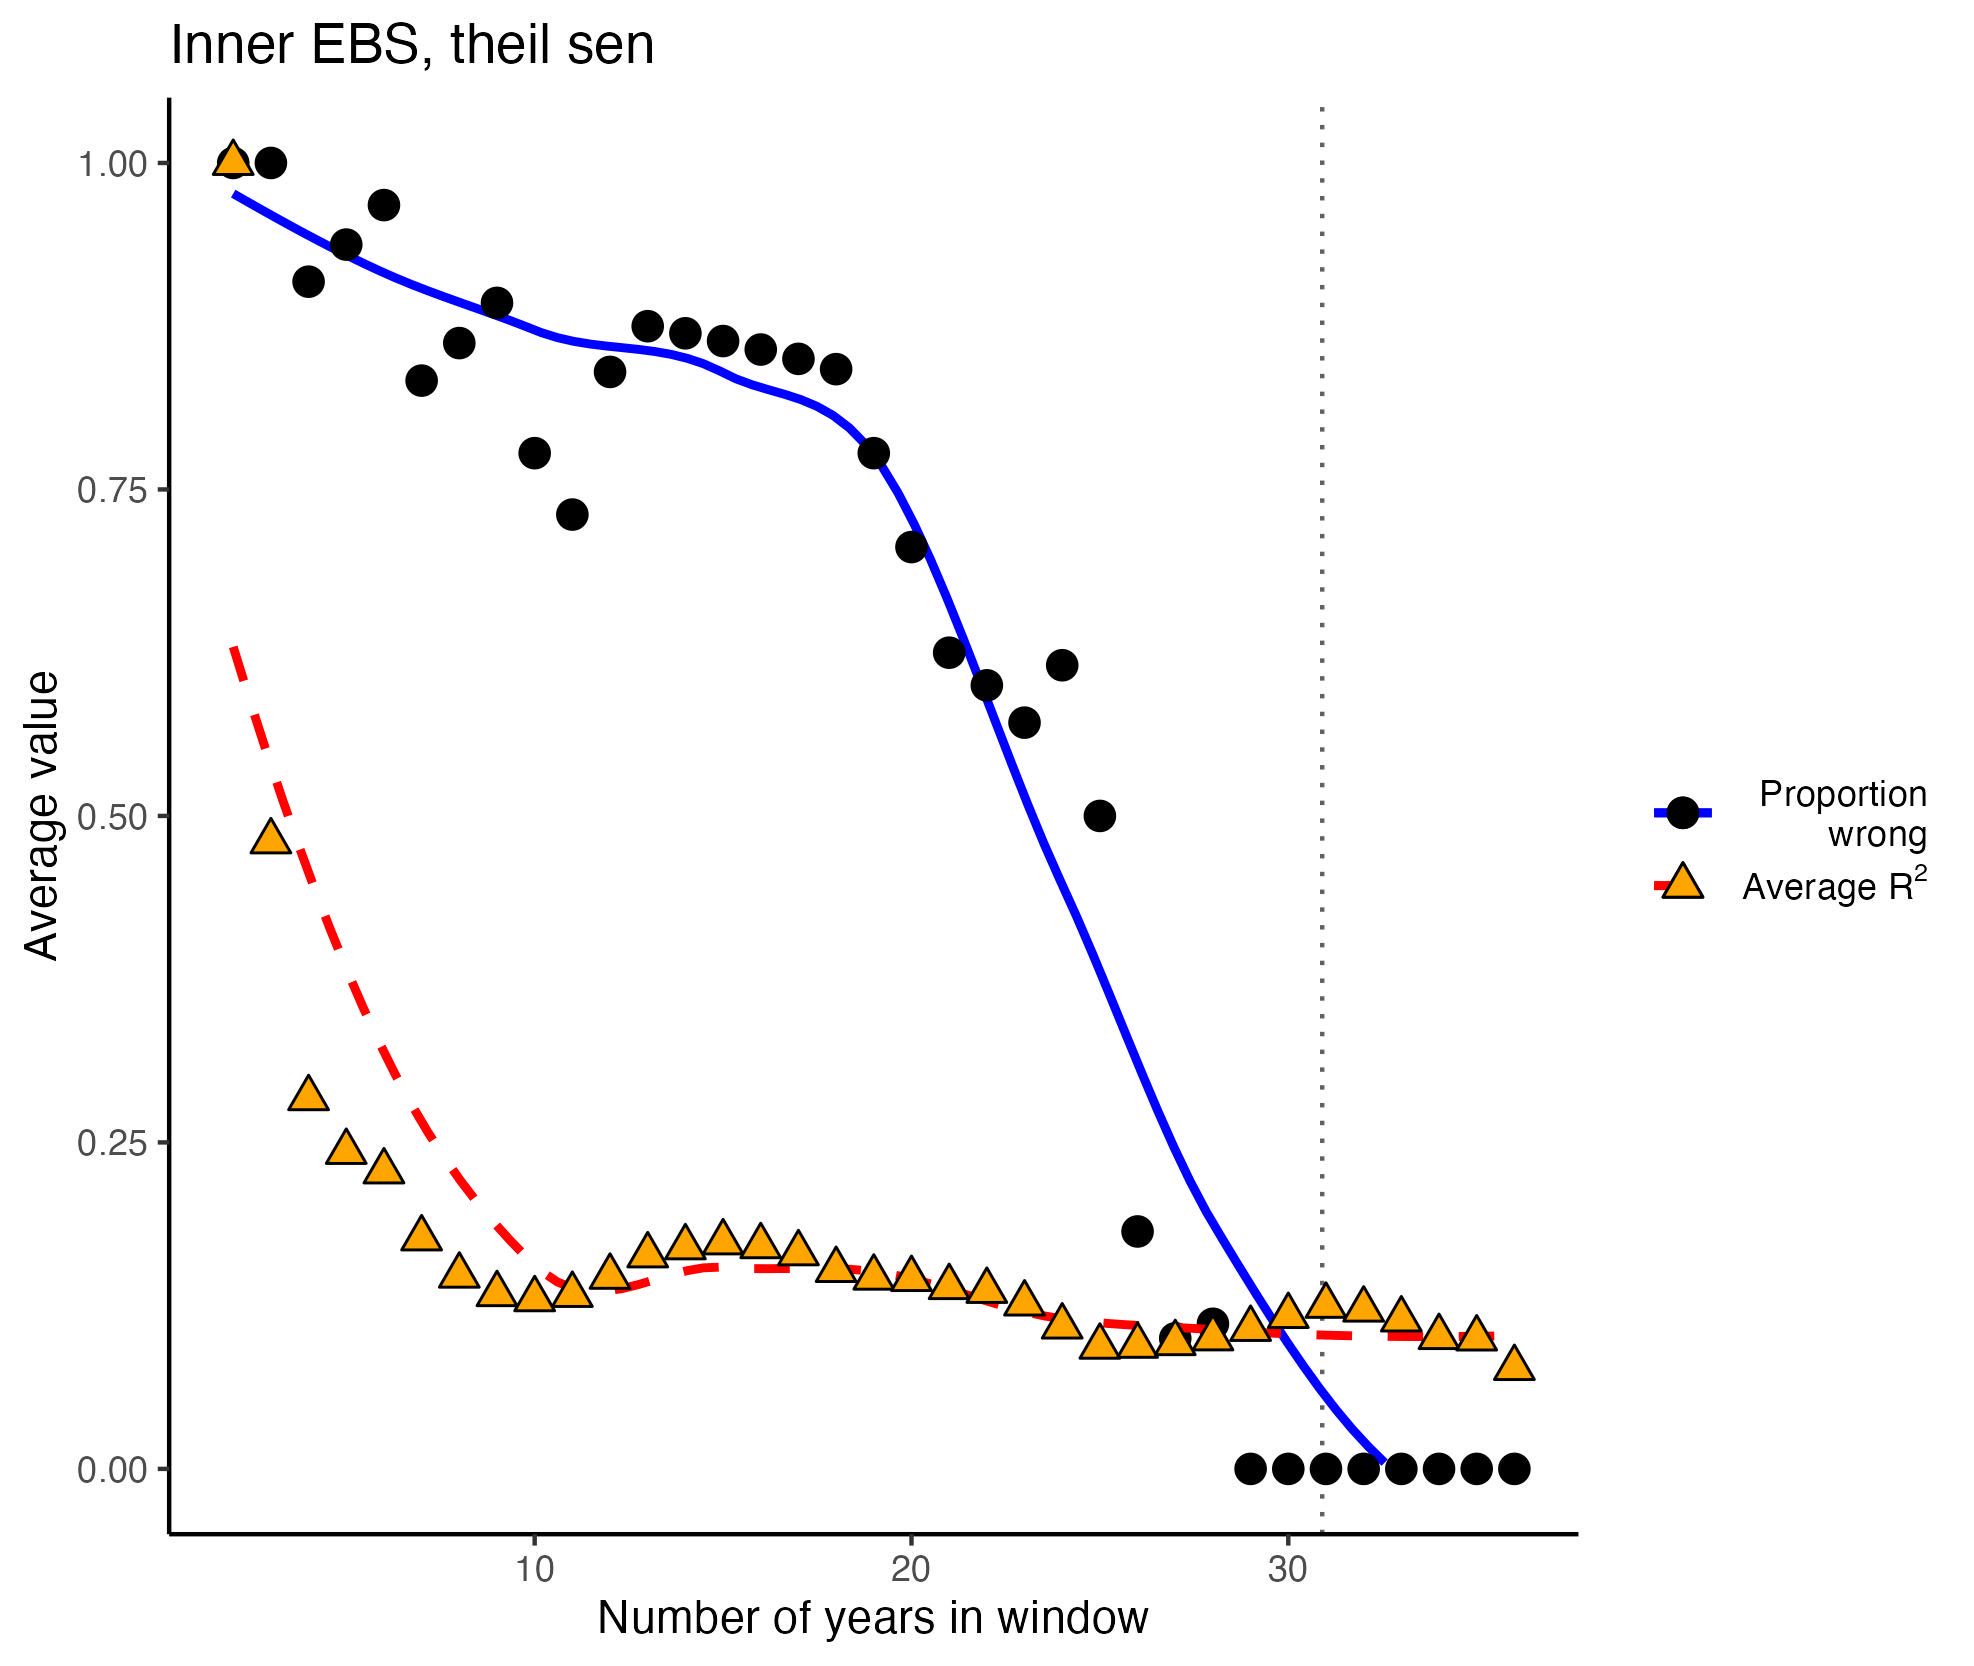 Inner EBS, theil sen
1.00
0.75
0.50
0.25
0.00
Average value
10 20 30
Number of years in window
Proportion
wrong
Average R²